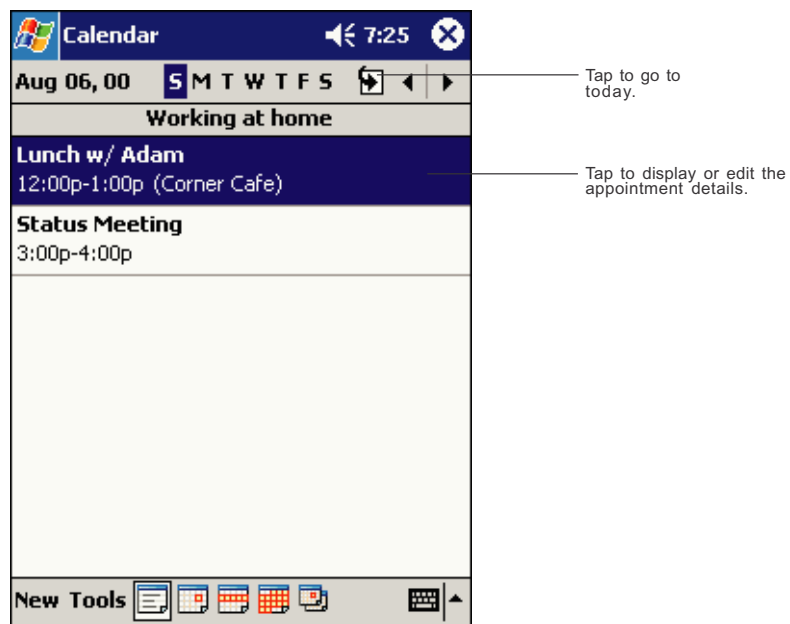 Calendar 7:25
Aug 06, 00 S M T W T F S
Tap to go to
today.
Working at home
Lunch w/ Adam
12:00p-1:00p (Corner Cafe)
Tap to display or edit the
appointment details.
Status Meeting
3:00p-4:00p
New Tools